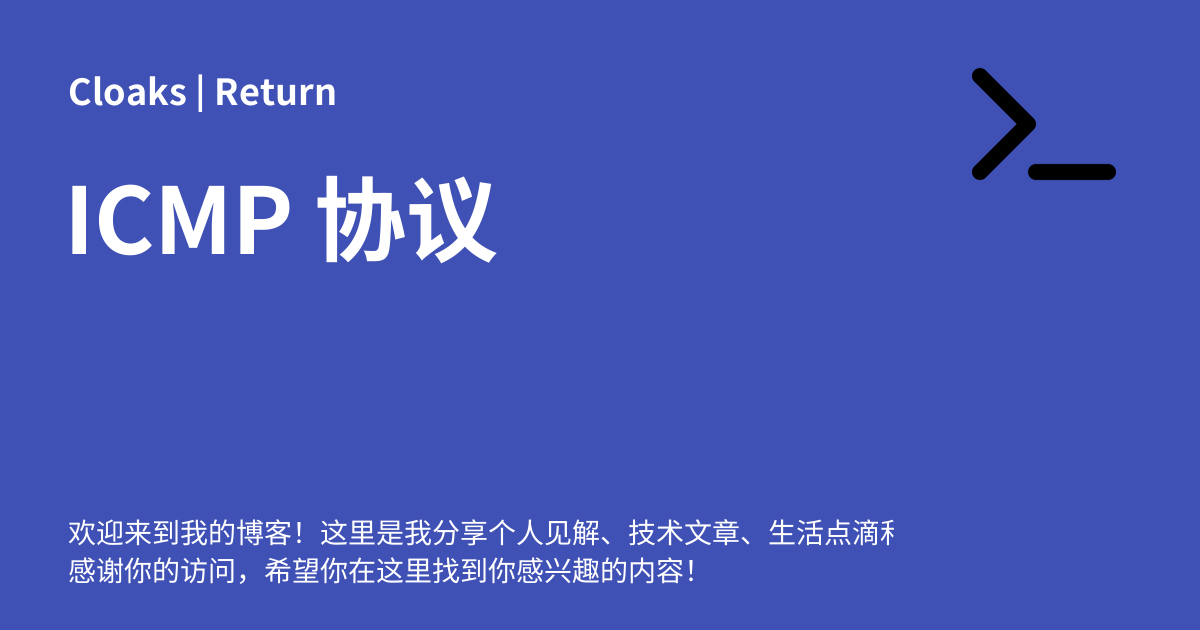 Cloaks | Return
ICMP 协议
欢迎来到我的博客！这里是我分享个人见解、技术文章、生活点滴
感谢你的访问，希望你在这里找到你感兴趣的内容！